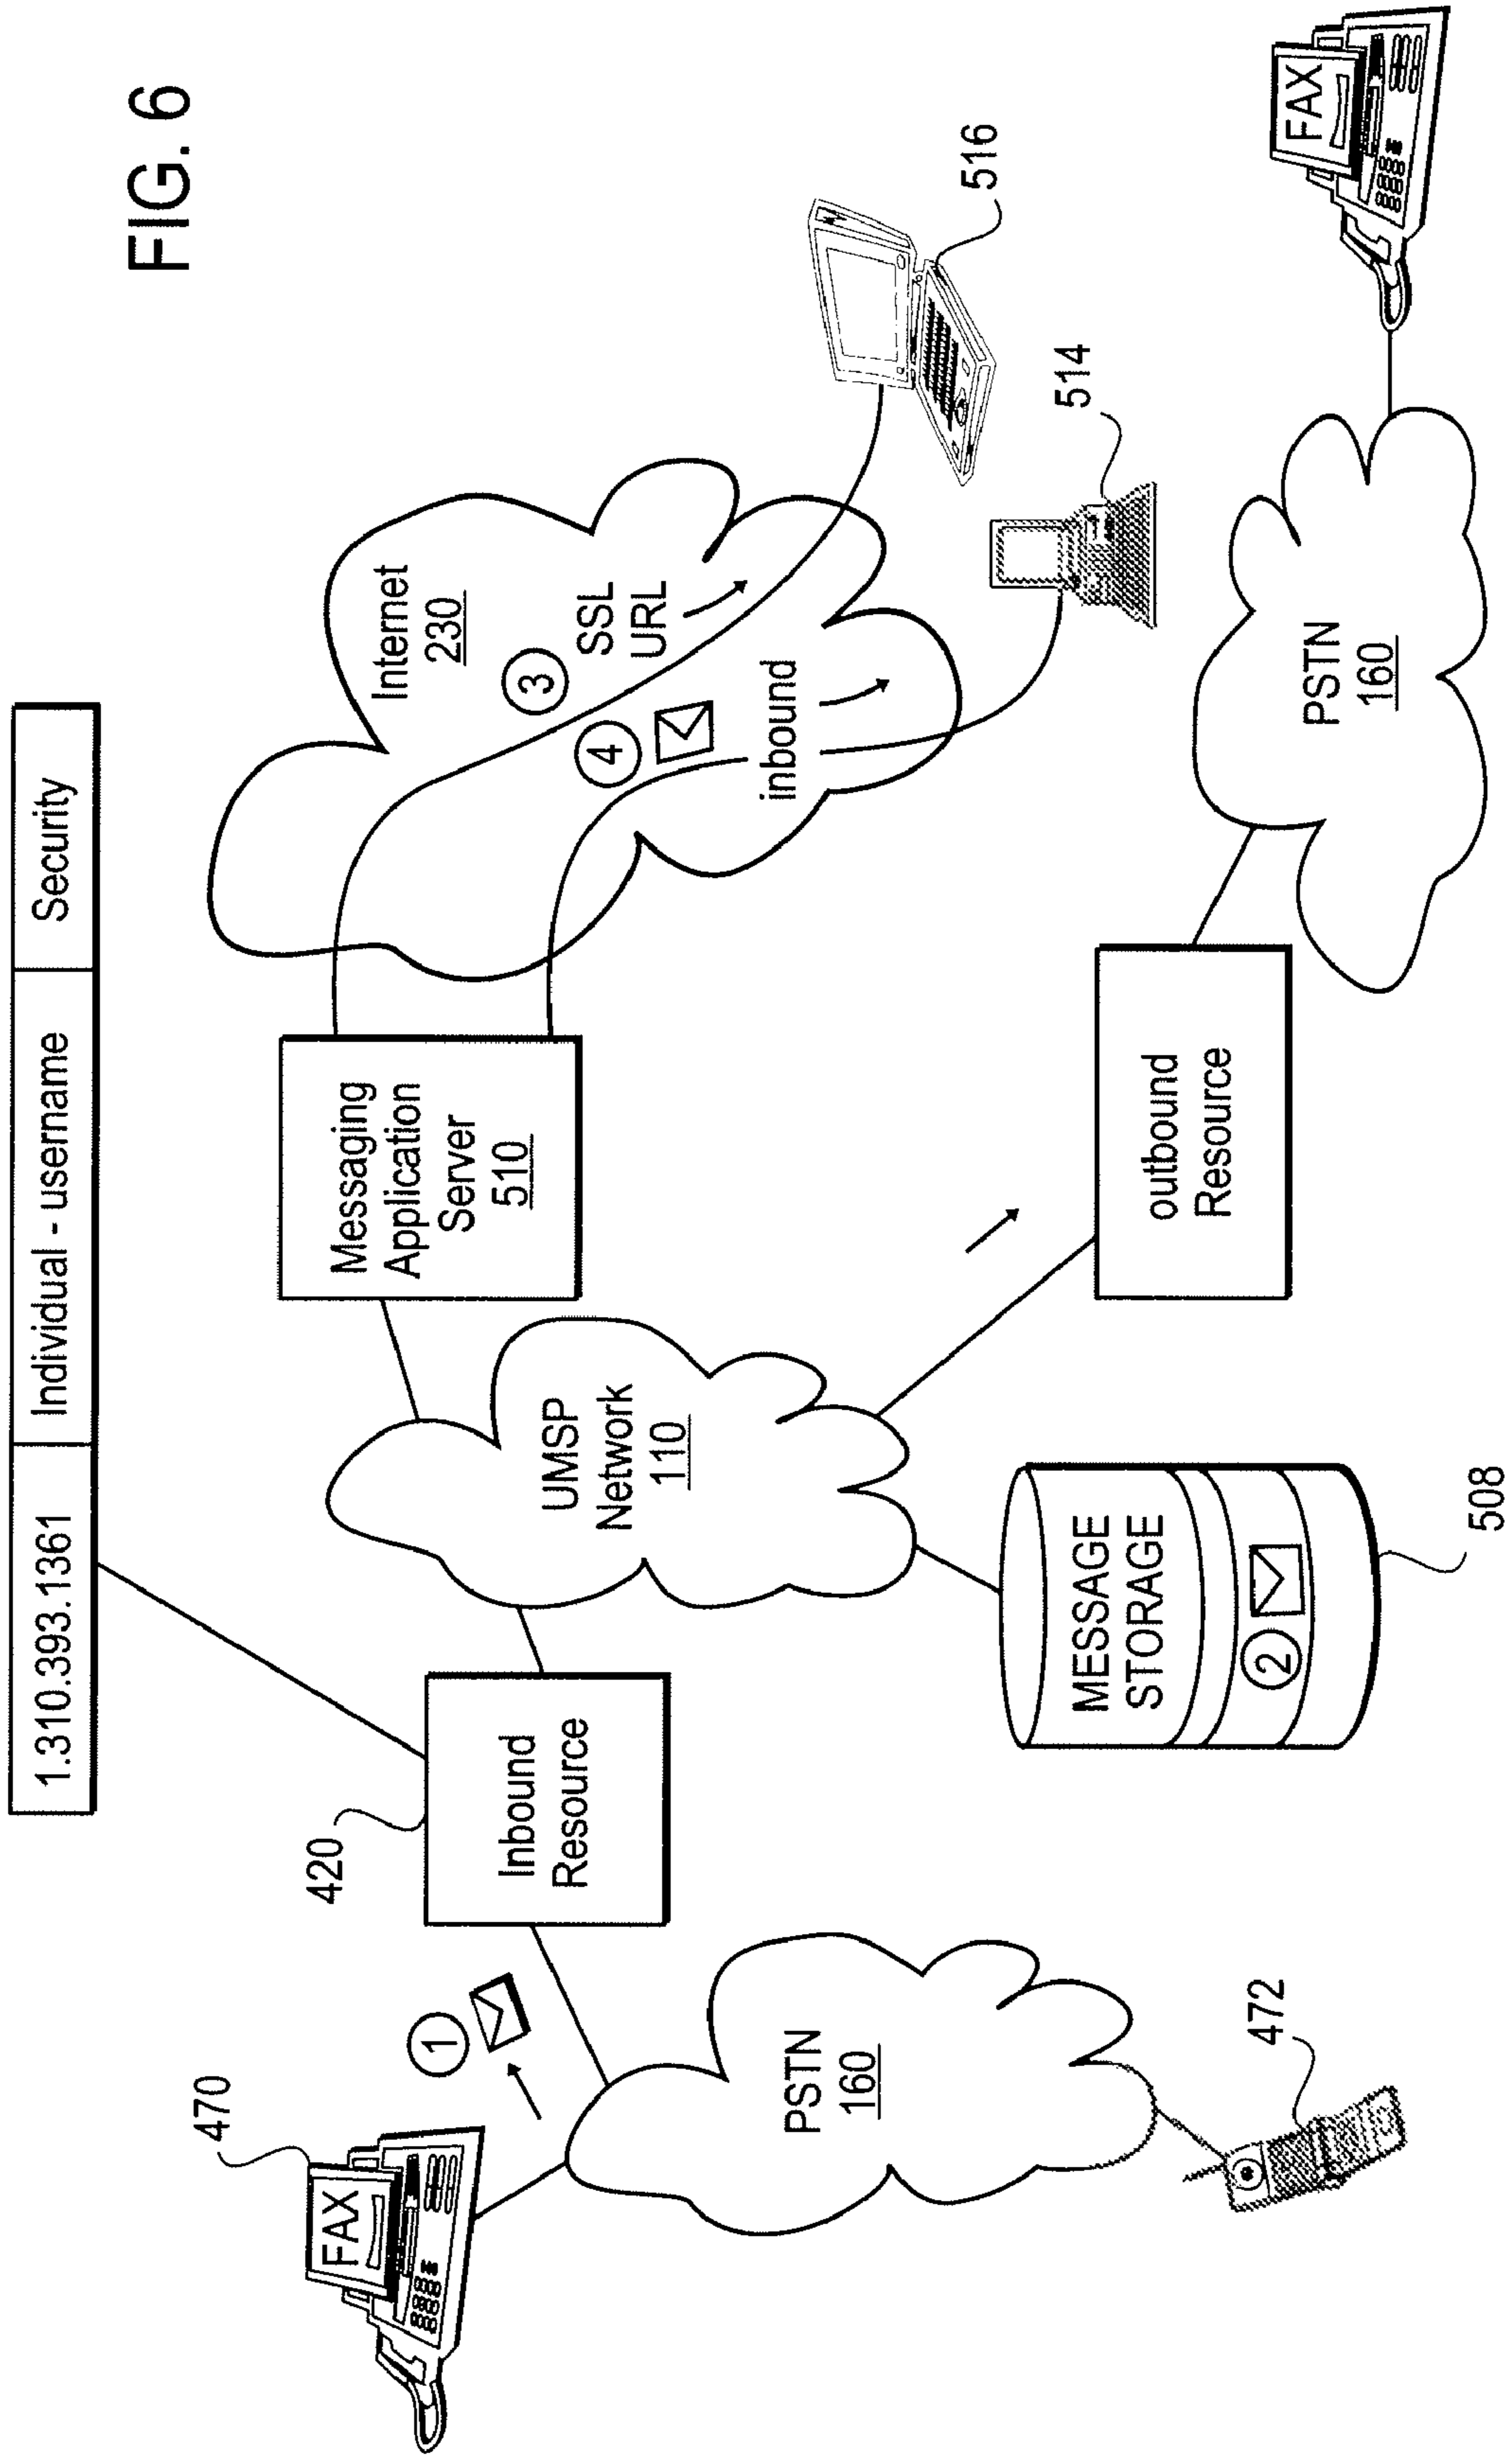 FIG. 6
1.310.393.1361
Individual - username
Security
470
FAX
1
420
Inbound
Resource
PSTN
160
472
UMSP
Network
110
MESSAGE
STORAGE
2
508
Messaging
Application
Server
510
Internet
230
3
SSL
URL
4
inbound
516
514
outbound
Resource
PSTN
160
FAX